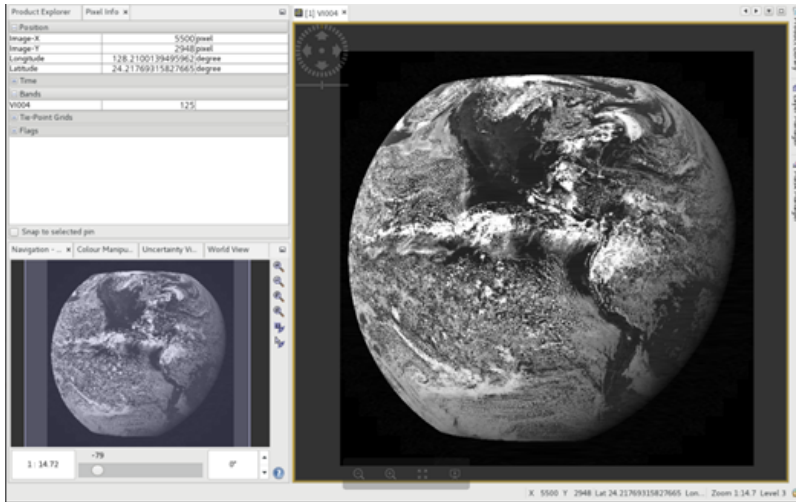 Product Explorer Pixel Info ×
Position
Image-X 5500 pixel
Image-Y 2948 pixel
Longitude 128.2100139495962 degree
Latitude 24.21769315827665 degree
Time
Bands
VI004 125
Tie-Point Grids
Flags
Snap to selected pin
Navigation - ... × Colour Manipu... Uncertainty Vi... World View
1 : 14.72 -79 0°
[1] VI004 ×
X 5500 Y 2948 Lat 24.21769315827665 Lon... Zoom 1:14.7 Level 3